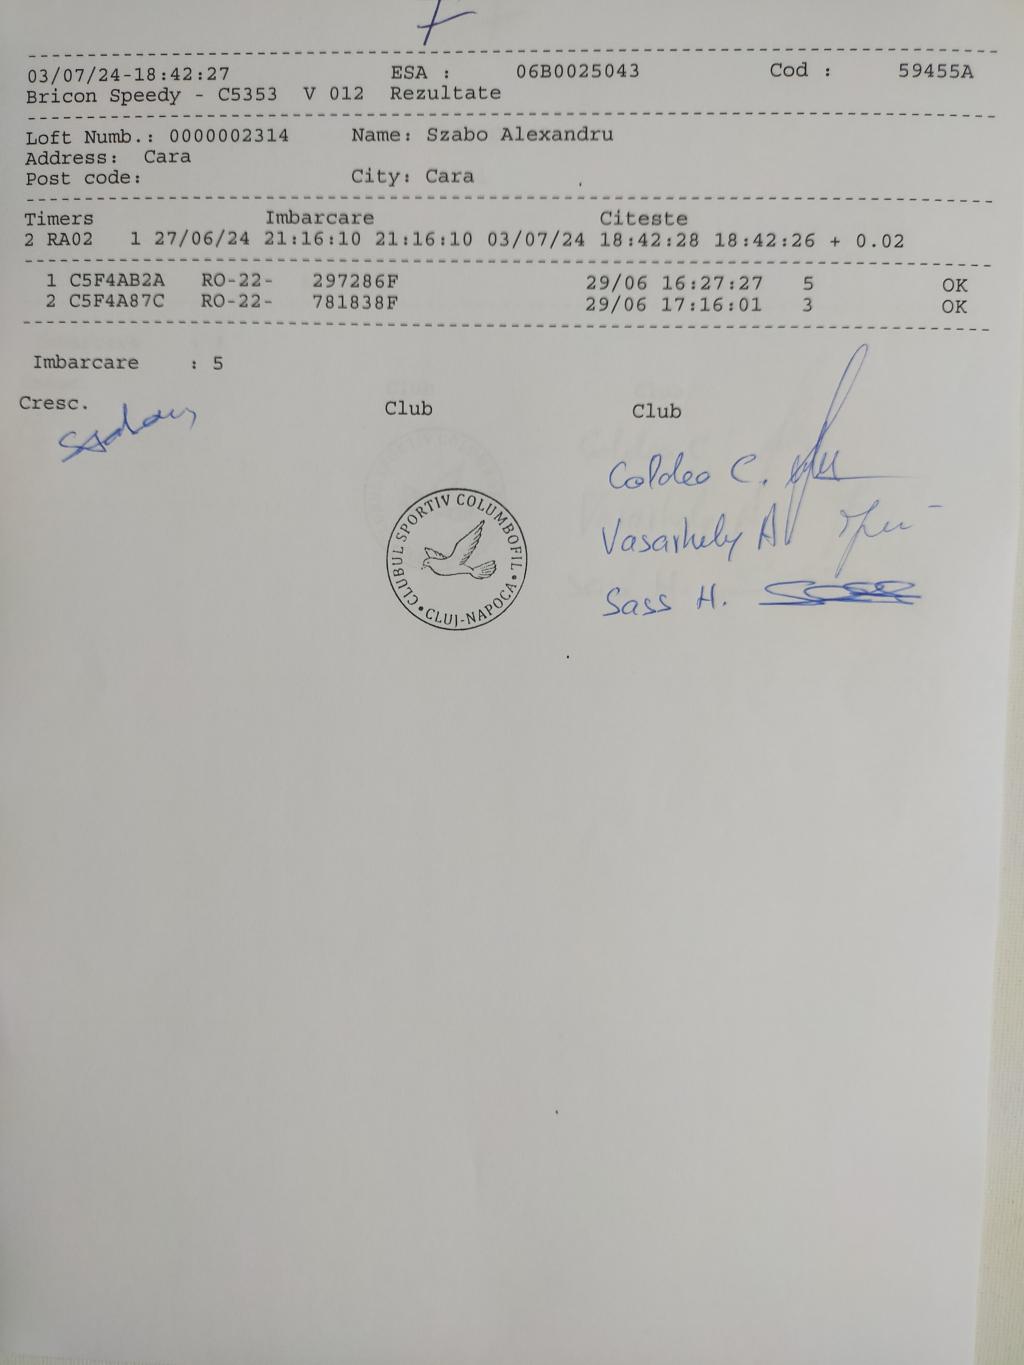 7
03/07/24-18:42:27 ESA : 06B0025043 Cod : 59455A
Bricon Speedy - C5353 V 012 Rezultate
Loft Numb.: 0000002314 Name: Szabo Alexandru
Address: Cara
Post code: City: Cara
Timers Imbarcare Citeste
2 RA02 1 27/06/24 21:16:10 21:16:10 03/07/24 18:42:28 18:42:26 + 0.02
1 C5F4AB2A RO-22- 297286F 29/06 16:27:27 5 OK
2 C5F4A87C RO-22- 781838F 29/06 17:16:01 3 OK
Imbarcare : 5
Cresc. Club Club
Coldea C.
Vasarhely A
Sass H.
CLUBUL SPORTIV COLUMBOFIL
• CLUJ-NAPOCA •